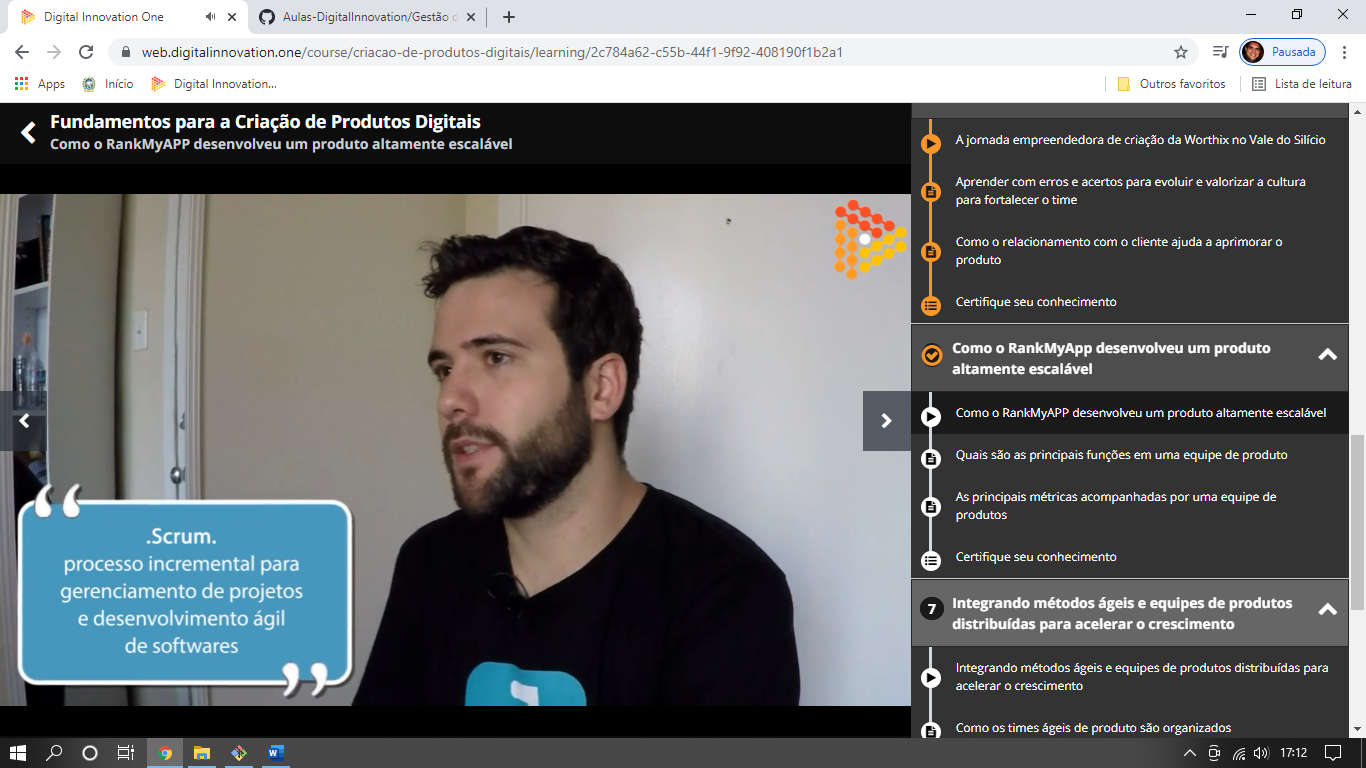 Digital Innovation One
Aulas-DigitalInnovation/Gestão
web.digitalinnovation.one/course/criacao-de-produtos-digitais/learning/2c784a62-c55b-44f1-9f92-408190f1b2a1
Pausada
Apps
Início
Digital Innovation...
Outros favoritos
Lista de leitura
Fundamentos para a Criação de Produtos Digitais
Como o RankMyAPP desenvolveu um produto altamente escalável
.Scrum.
processo incremental para
gerenciamento de projetos
e desenvolvimento ágil
de softwares
A jornada empreendedora de criação da Worthix no Vale do Silício
Aprender com erros e acertos para evoluir e valorizar a cultura
para fortalecer o time
Como o relacionamento com o cliente ajuda a aprimorar o
produto
Certifique seu conhecimento
Como o RankMyApp desenvolveu um produto
altamente escalável
Como o RankMyAPP desenvolveu um produto altamente escalável
Quais são as principais funções em uma equipe de produto
As principais métricas acompanhadas por uma equipe de
produtos
Certifique seu conhecimento
7
Integrando métodos ágeis e equipes de produtos
distribuídas para acelerar o crescimento
Integrando métodos ágeis e equipes de produtos distribuídas para
acelerar o crescimento
Como os times ágeis de produto são organizados
17:12